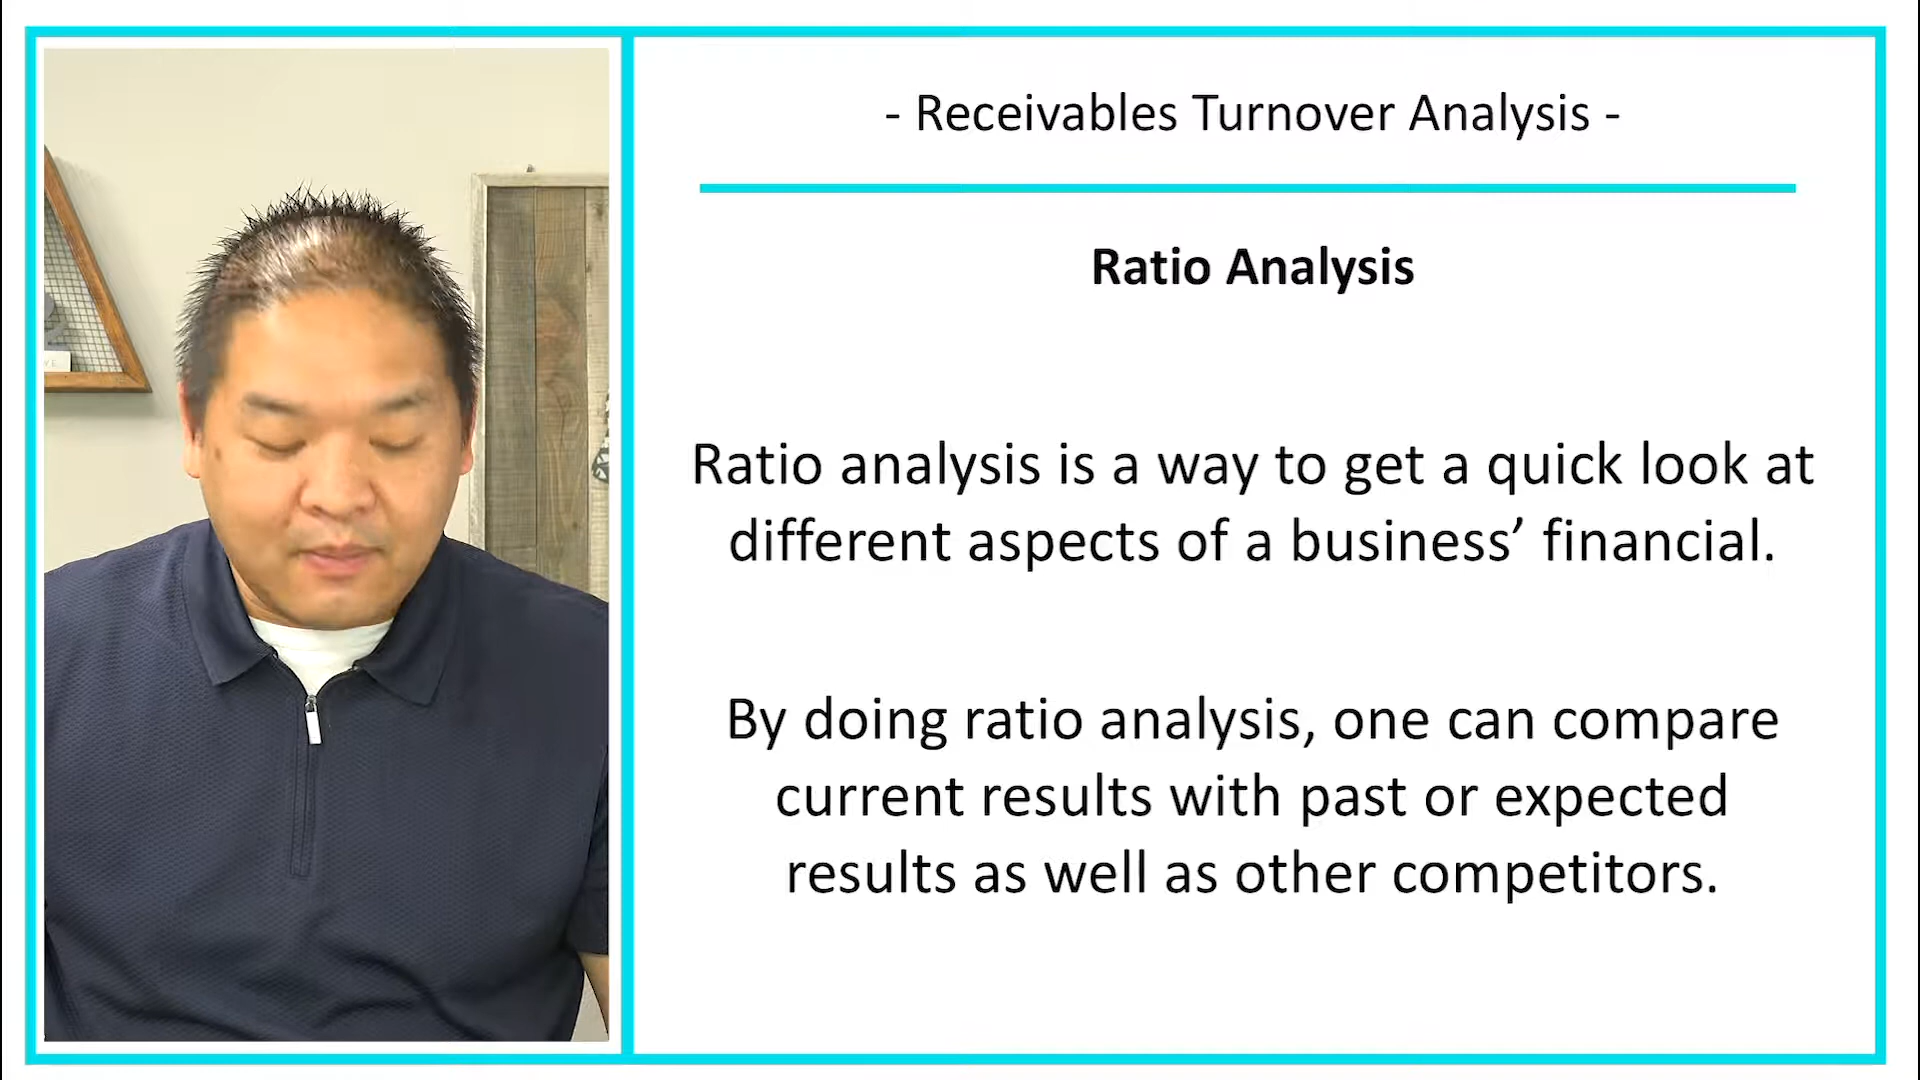 - Receivables Turnover Analysis -
Ratio Analysis
Ratio analysis is a way to get a quick look at
different aspects of a business’ financial.
By doing ratio analysis, one can compare
current results with past or expected
results as well as other competitors.